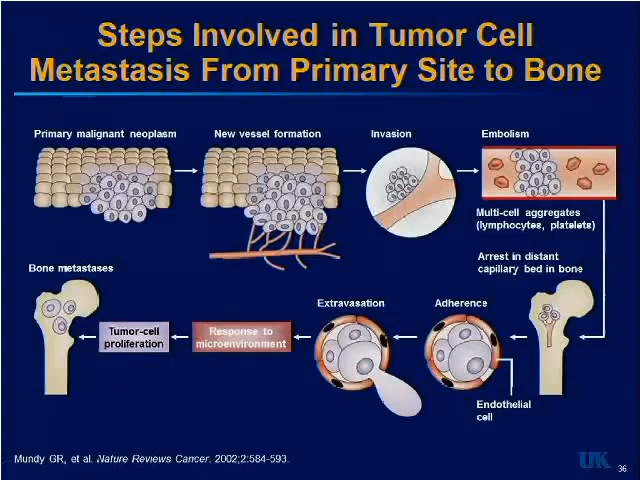 Steps Involved in Tumor Cell
Metastasis From Primary Site to Bone
Primary malignant neoplasm
New vessel formation
Invasion
Embolism
Multi-cell aggregates
(lymphocytes, platelets)
Arrest in distant
capillary bed in bone
Bone metastases
Extravasation
Adherence
Tumor-cell
proliferation
Response to
microenvironment
Endothelial
cell
Mundy GR, et al. Nature Reviews Cancer. 2002;2:584-593.
UK
36